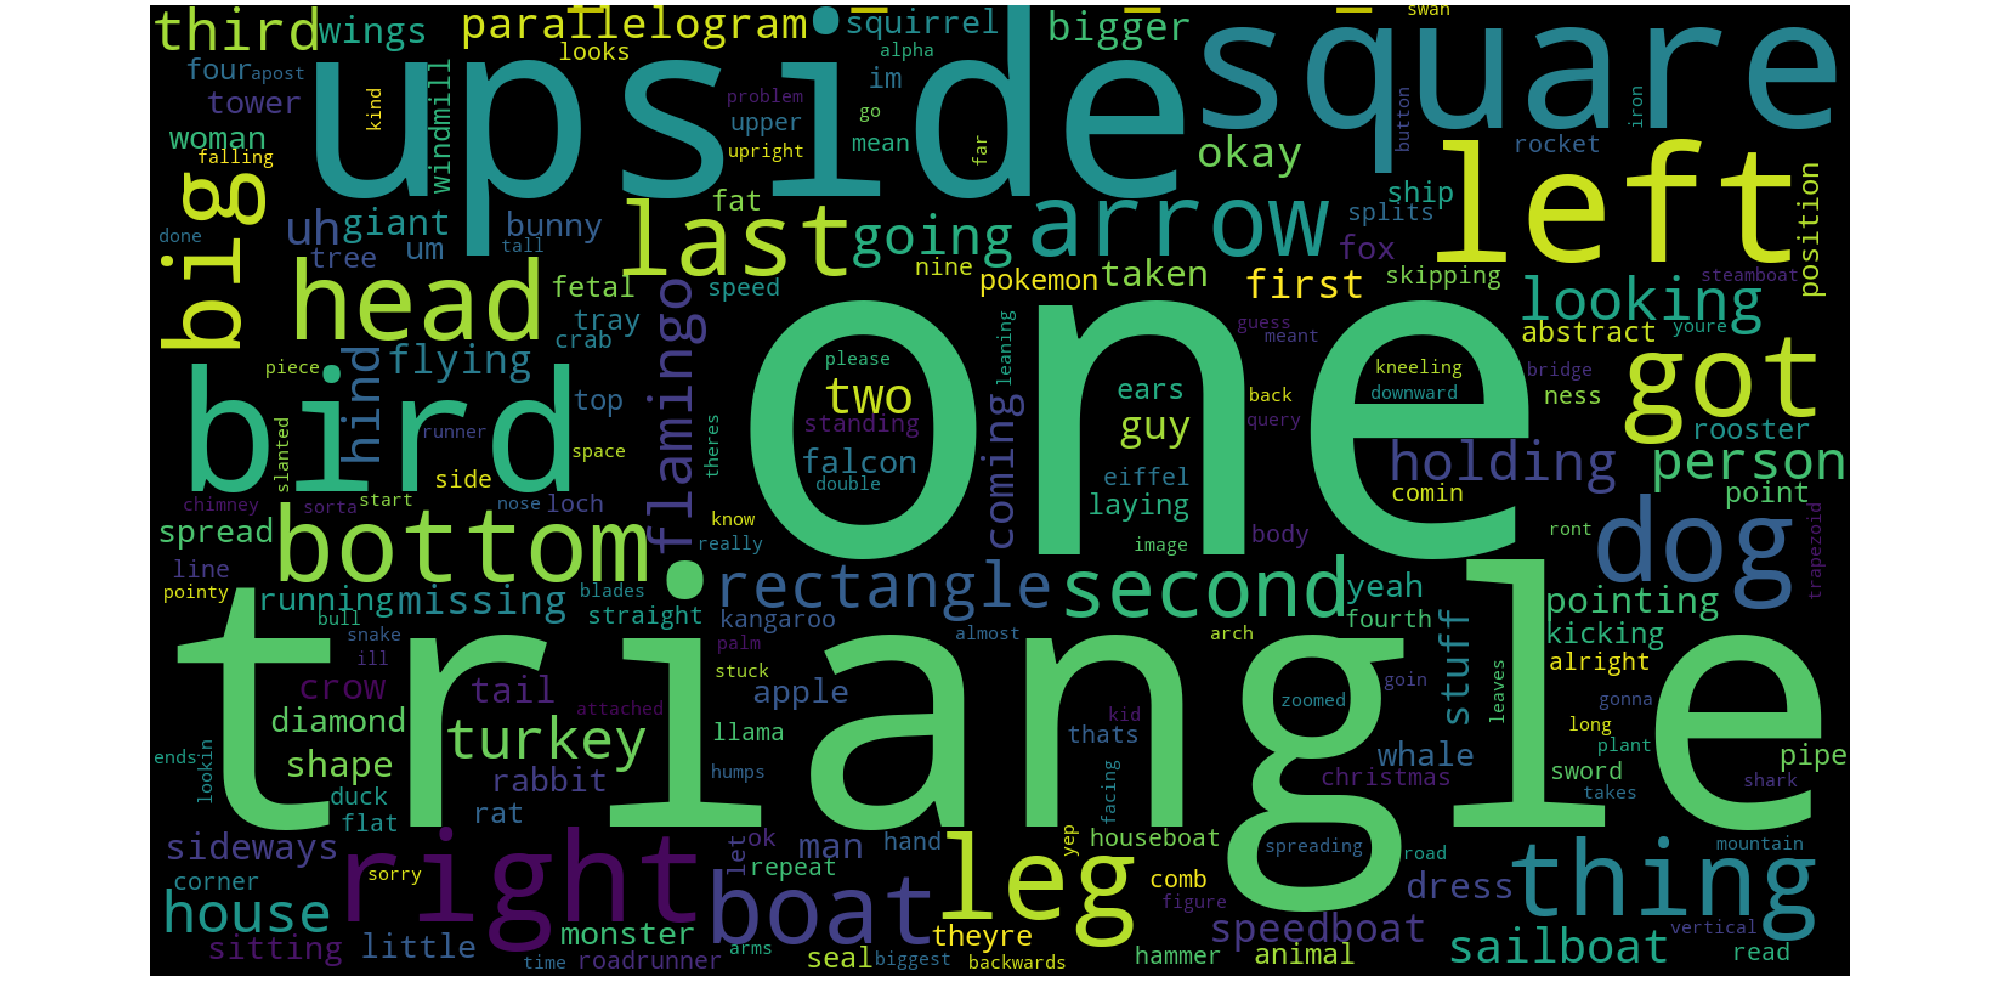 third
wings
parallelogram
squirrel
bigger
swan
square
upside
four
apost
looks
alpha
im
tower
kind
windmill
problem
go
button
iron
woman
upper
mean
far
okay
rocket
falling
upright
left
big
fat
last
arrow
ship
splits
position
done
uh
giant
um
bunny
tall
going
fox
tree
head
fetal
speed
nine
pokemon
taken
first
skipping
steamboat
flamingo
tray
crab
one
leaning
guess
meant
looking
abstract
youre
hind
flying
piece
please
kneeling
bridge
got
bird
top
two
ears
back
downward
ness
runner
standing
guy
query
rooster
slanted
side
space
theres
falcon
coming
eiffel
holding
person
double
comin
point
chimney
sorta
start
nose
loch
laying
dog
spread
bottom
know
really
image
body
ront
trapezoid
line
pointy
running
missing
blades
straight
rectangle
second
yeah
pointing
bull
kangaroo
fourth
snake
triangle
palm
almost
arch
stuff
kicking
ill
stuck
alright
crow
tail
attached
apple
kid
zoomed
goin
leaves
gonna
diamond
turkey
llama
thats
long
ends
lookin
shape
rabbit
humps
facing
whale
christmas
plant
sword
pipe
shark
duck
rat
takes
flat
right
sideways
let
ok
man
hand
yep
houseboat
spreading
road
thing
mountain
corner
sorry
repeat
leg
comb
dress
house
boat
figure
speedboat
vertical
sitting
little
monster
theyre
sailboat
time
roadrunner
arms
seal
biggest
backwards
hammer
animal
read